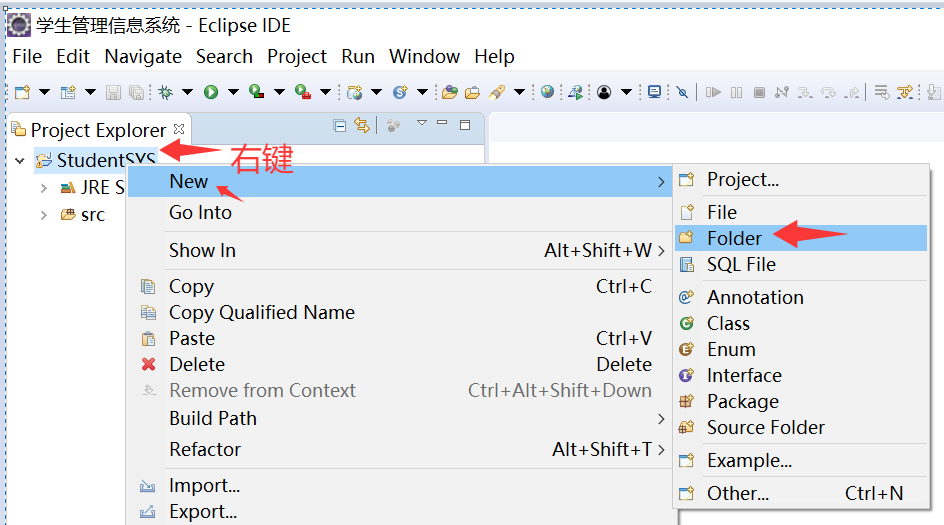 学生管理信息系统 - Eclipse IDE
File Edit Navigate Search Project Run Window Help
Project Explorer
StudentSYS
右键
JRE S
src
New
Go Into
Show In Alt+Shift+W
Copy Ctrl+C
Copy Qualified Name
Paste Ctrl+V
Delete Delete
Remove from Context Ctrl+Alt+Shift+Down
Build Path
Refactor Alt+Shift+T
Import...
Export...
Project...
File
Folder
SQL File
Annotation
Class
Enum
Interface
Package
Source Folder
Example...
Other... Ctrl+N